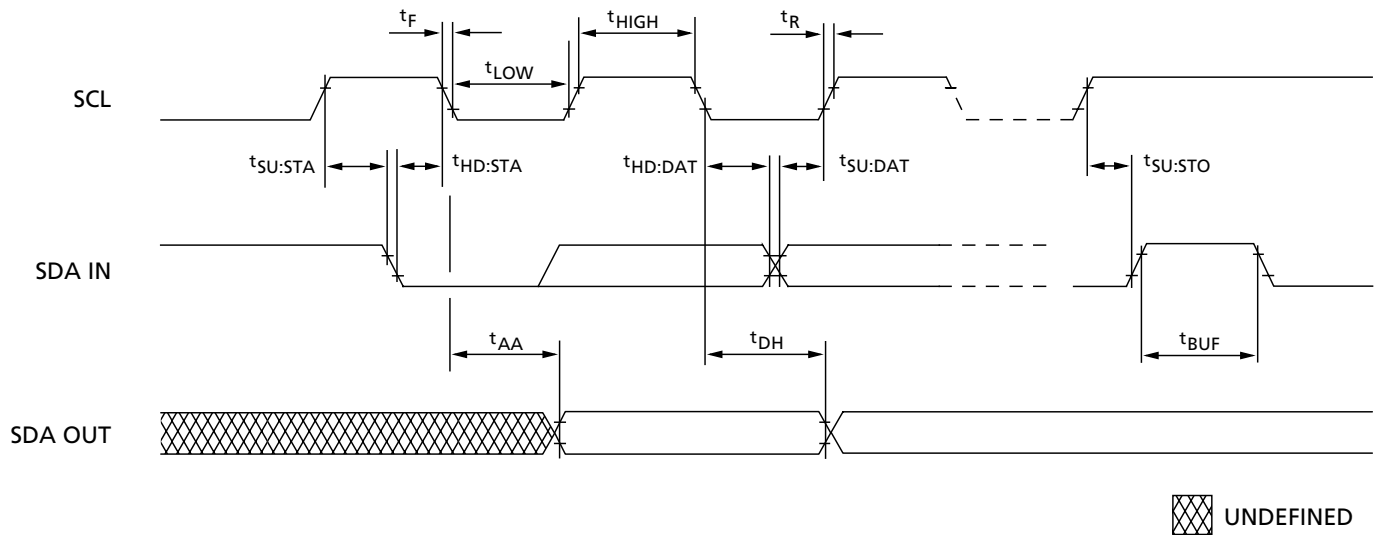 tF
tHIGH
tR
tLOW
SCL
tSU:STA
tHD:STA
tHD:DAT
tSU:DAT
tSU:STO
SDA IN
tAA
tDH
tBUF
SDA OUT
UNDEFINED